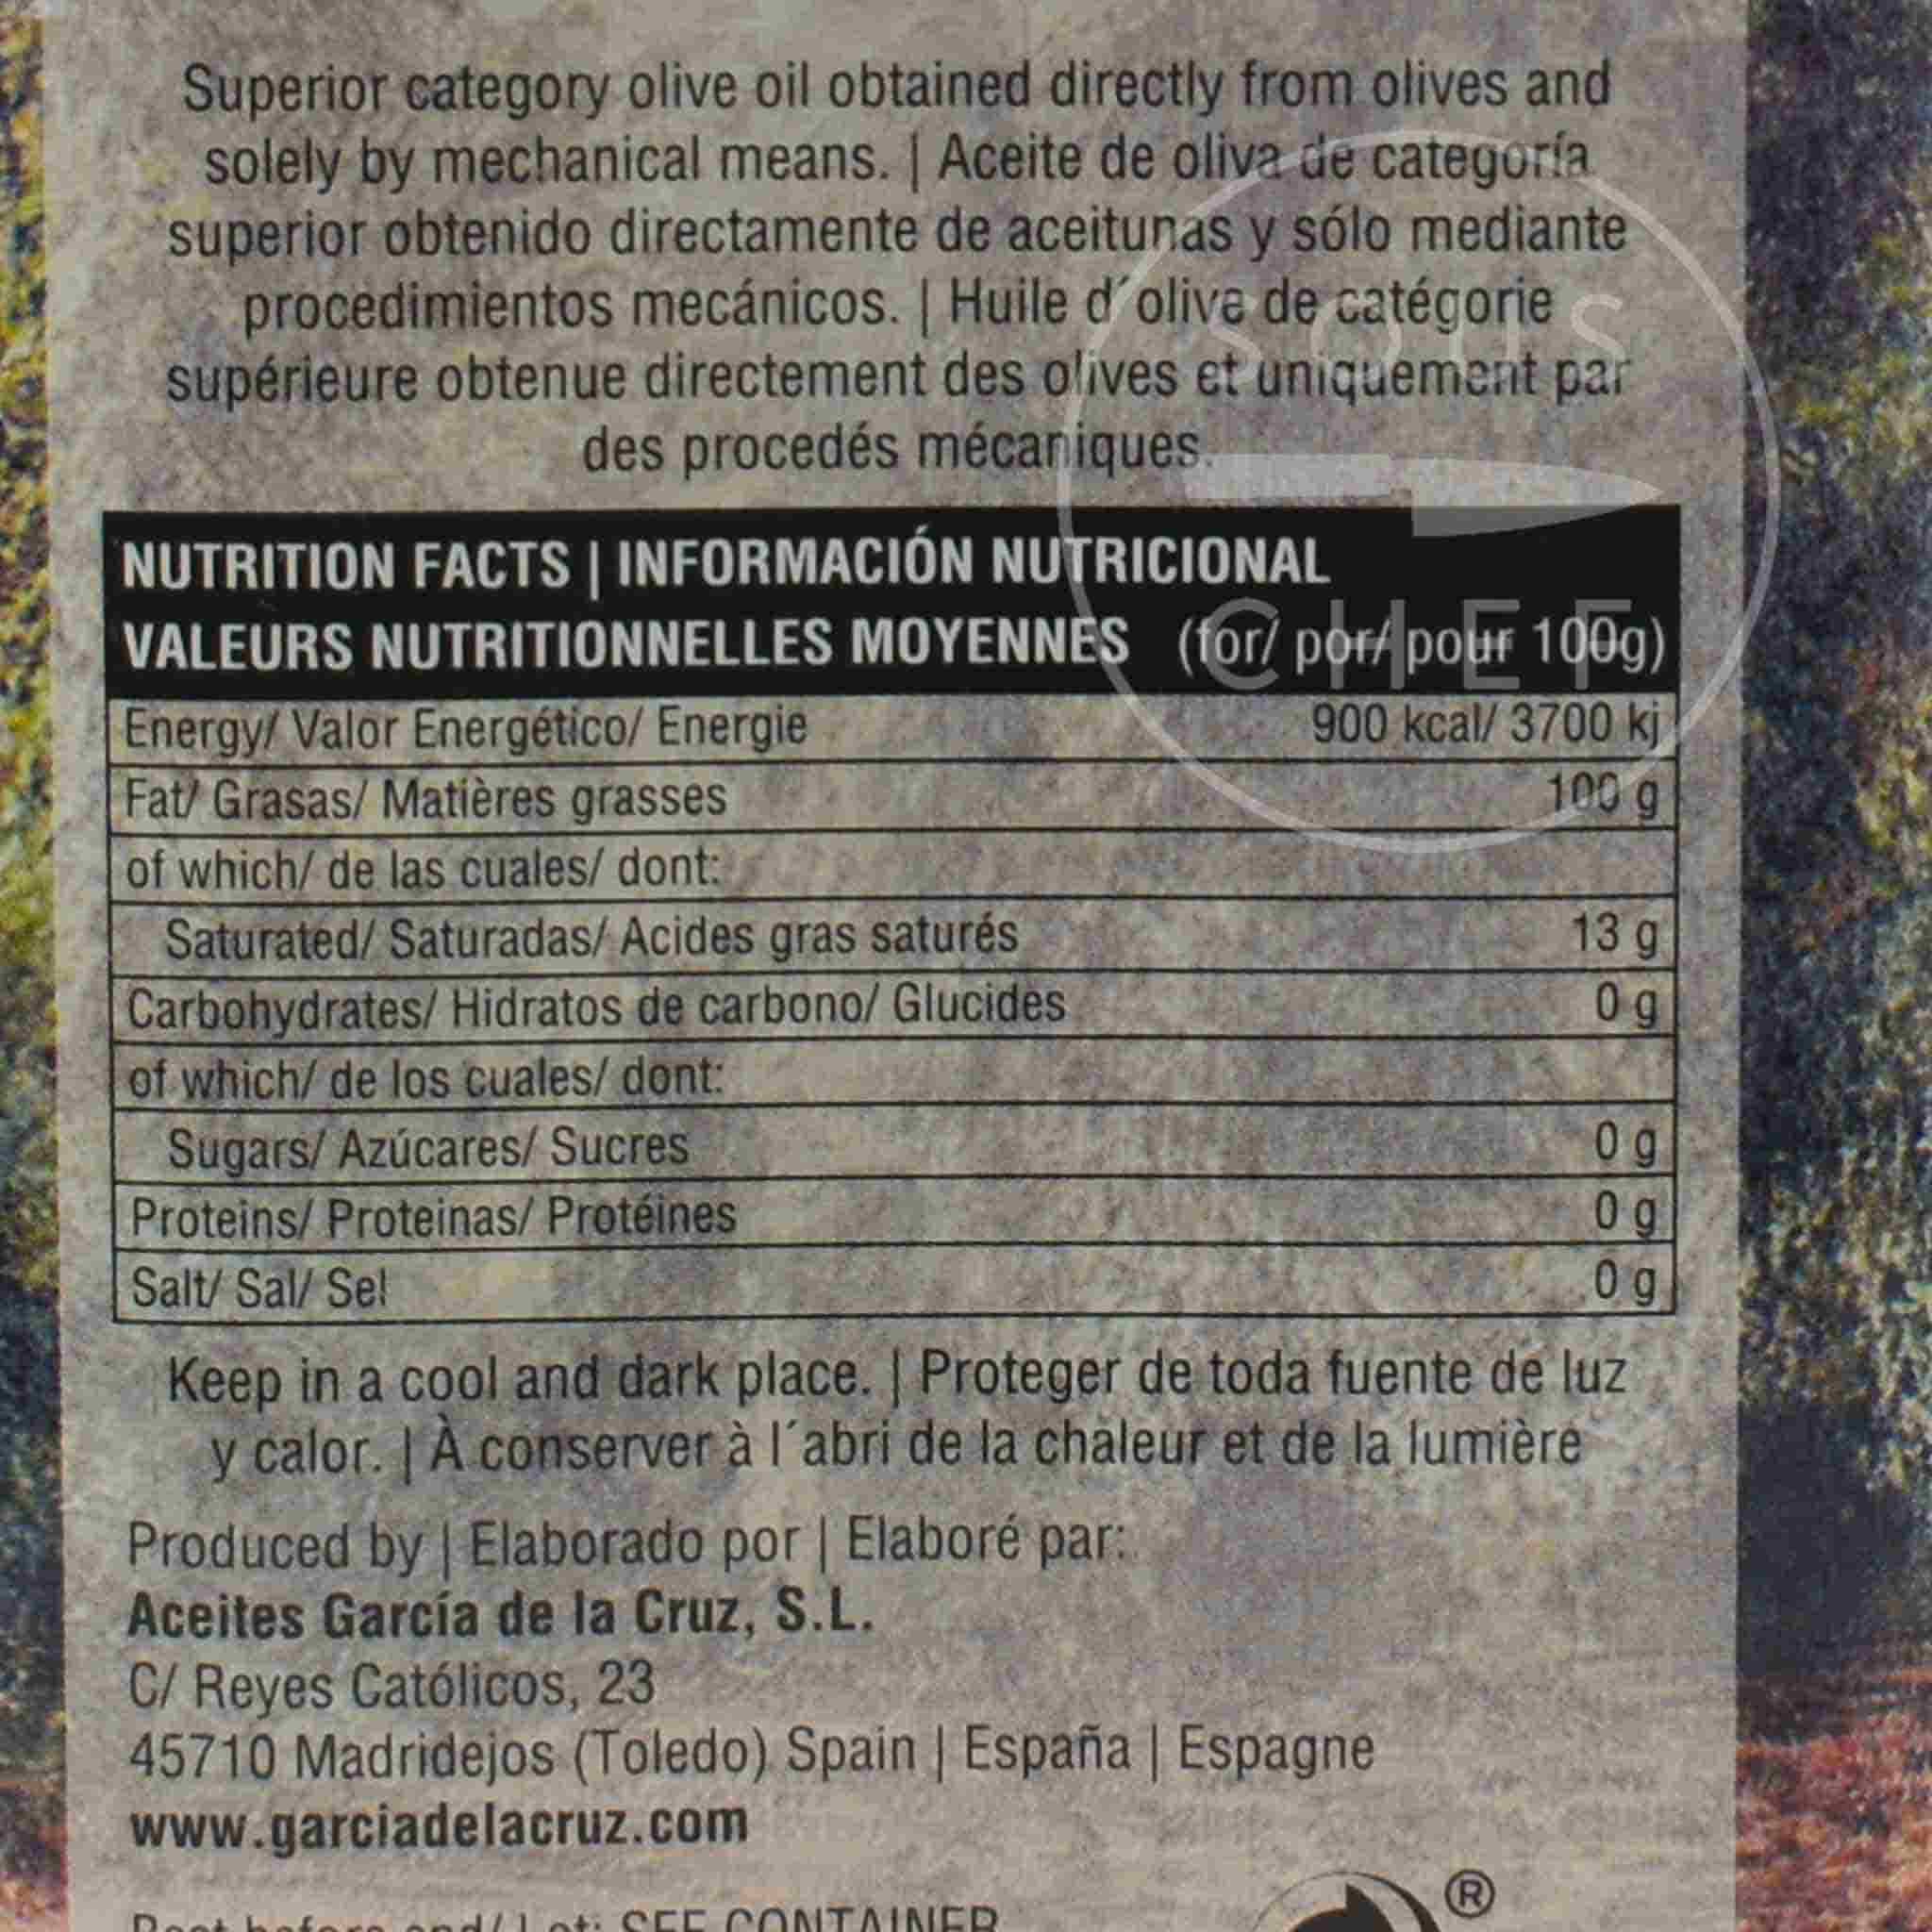 Superior category olive oil obtained directly from olives and
solely by mechanical means. | Aceite de oliva de categoría
superior obtenido directamente de aceitunas y sólo mediante
procedimientos mecánicos. | Huile d´olive de catégorie
supérieure obtenue directement des olives et uniquement par
des procedés mécaniques.
SOUS
CHEF
NUTRITION FACTS | INFORMACIÓN NUTRICIONAL
VALEURS NUTRITIONNELLES MOYENNES (for/ por/ pour 100g)
Energy/ Valor Energético/ Energie 900 kcal/ 3700 kj
Fat/ Grasas/ Matières grasses 100 g
of which/ de las cuales/ dont:
Saturated/ Saturadas/ Acides gras saturés 13 g
Carbohydrates/ Hidratos de carbono/ Glucides 0 g
of which/ de los cuales/ dont:
Sugars/ Azúcares/ Sucres 0 g
Proteins/ Proteinas/ Protéines 0 g
Salt/ Sal/ Sel 0 g
Keep in a cool and dark place. | Proteger de toda fuente de luz
y calor. | À conserver à l´abri de la chaleur et de la lumière
Produced by | Elaborado por | Elaboré par:
Aceites García de la Cruz, S.L.
C/ Reyes Católicos, 23
45710 Madridejos (Toledo) Spain | España | Espagne
www.garciadelacruz.com
Best before end/ Lot: SEE CONTAINER
®